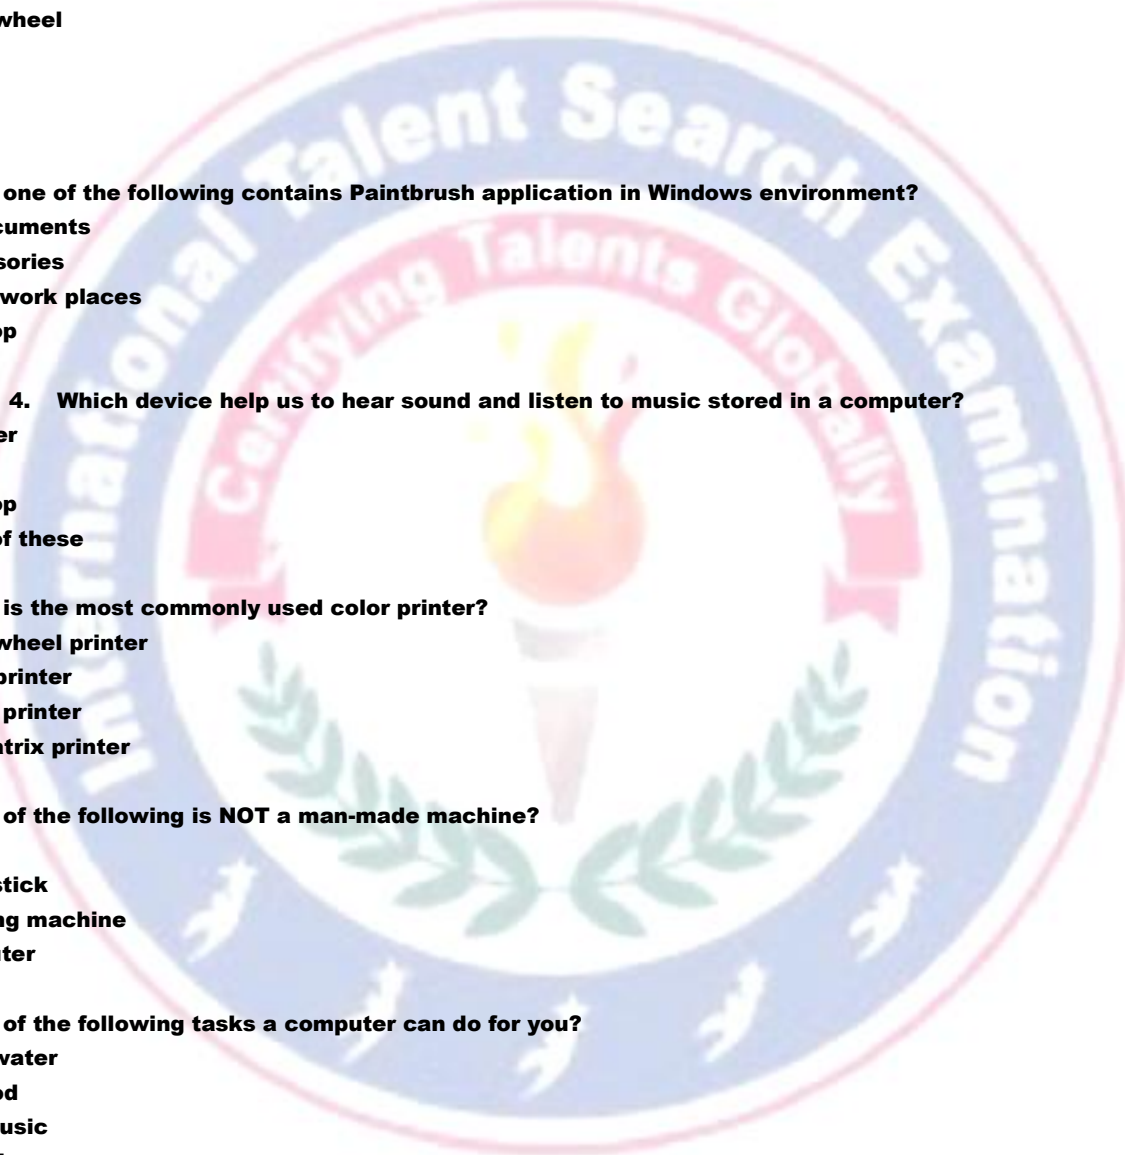 wheel
one of the following contains Paintbrush application in Windows environment?
cuments
sories
work places
op
4. Which device help us to hear sound and listen to music stored in a computer?
er
op
of these
is the most commonly used color printer?
wheel printer
printer
printer
atrix printer
of the following is NOT a man-made machine?
stick
ng machine
ter
of the following tasks a computer can do for you?
water
od
usic
International Talent Search Examination
Certifying Talents Globally